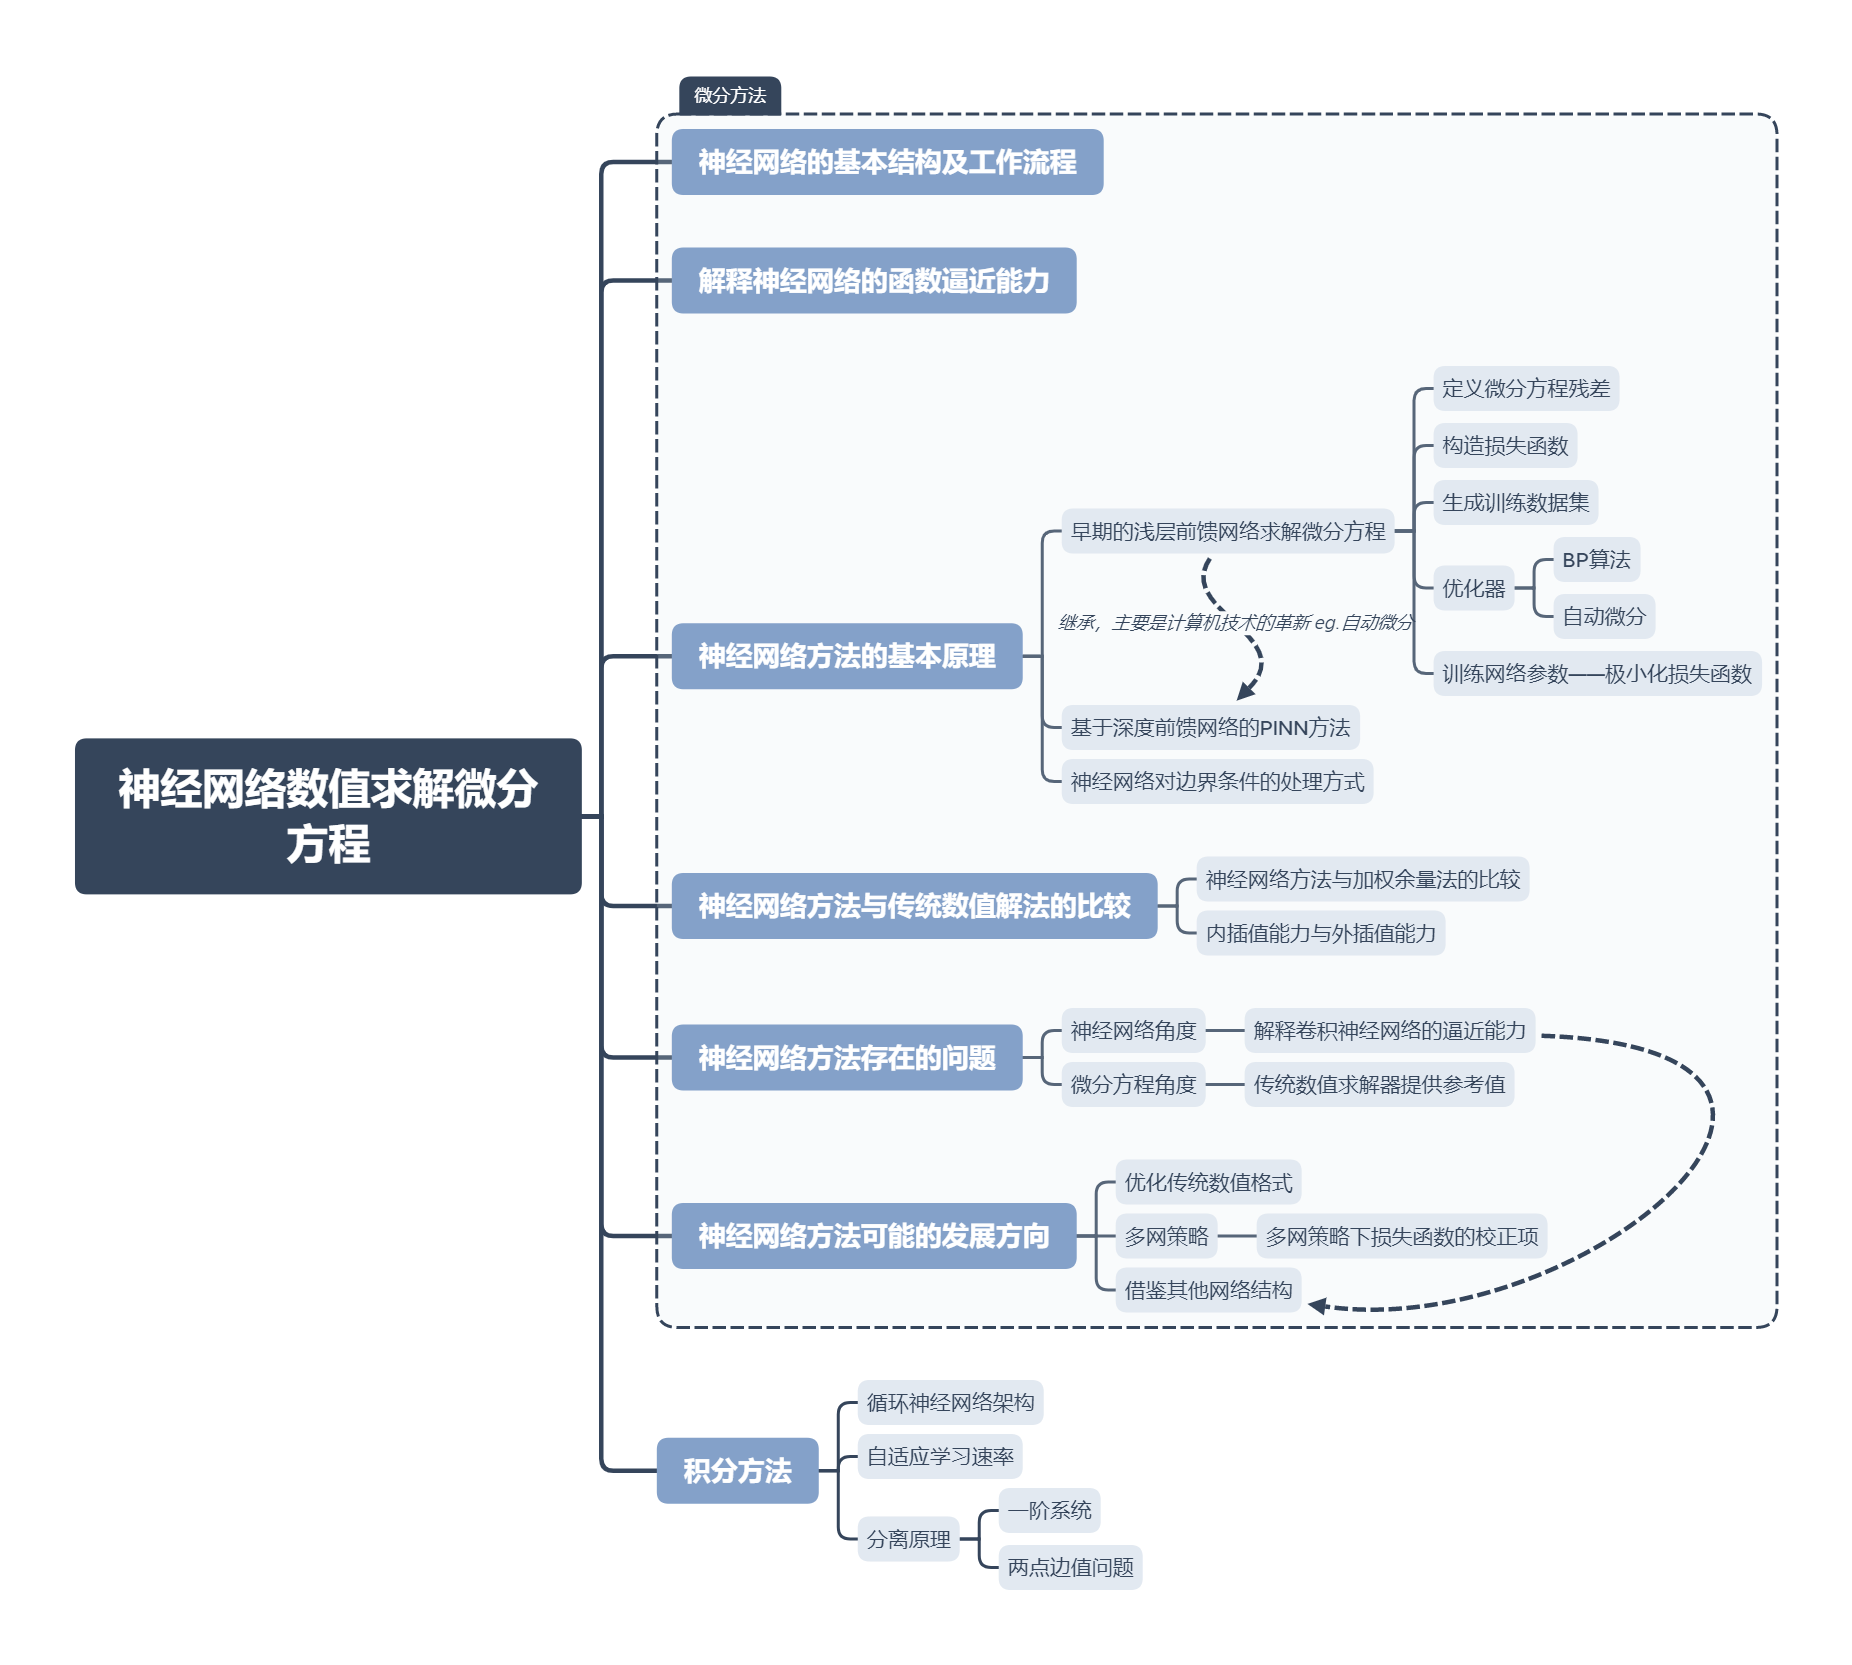 微分方法
神经网络的基本结构及工作流程
解释神经网络的函数逼近能力
神经网络数值求解微分
方程
神经网络方法的基本原理
早期的浅层前馈网络求解微分方程
定义微分方程残差
构造损失函数
生成训练数据集
优化器
BP算法
自动微分
训练网络参数——极小化损失函数
继承，主要是计算机技术的革新 eg.自动微分
基于深度前馈网络的PINN方法
神经网络对边界条件的处理方式
神经网络方法与传统数值解法的比较
神经网络方法与加权余量法的比较
内插值能力与外插值能力
神经网络方法存在的问题
神经网络角度
解释卷积神经网络的逼近能力
微分方程角度
传统数值求解器提供参考值
神经网络方法可能的发展方向
优化传统数值格式
多网策略
多网策略下损失函数的校正项
借鉴其他网络结构
积分方法
循环神经网络架构
自适应学习速率
分离原理
一阶系统
两点边值问题